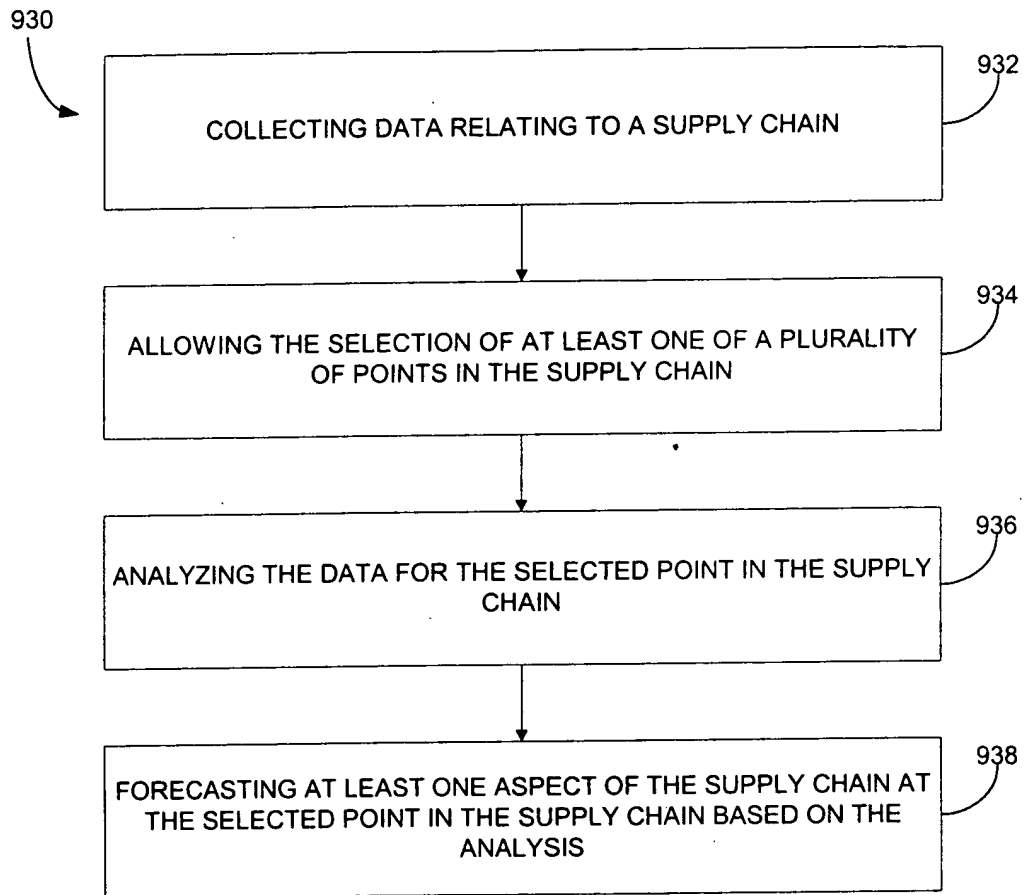 930
932
COLLECTING DATA RELATING TO A SUPPLY CHAIN
934
ALLOWING THE SELECTION OF AT LEAST ONE OF A PLURALITY
OF POINTS IN THE SUPPLY CHAIN
936
ANALYZING THE DATA FOR THE SELECTED POINT IN THE SUPPLY
CHAIN
938
FORECASTING AT LEAST ONE ASPECT OF THE SUPPLY CHAIN AT
THE SELECTED POINT IN THE SUPPLY CHAIN BASED ON THE
ANALYSIS